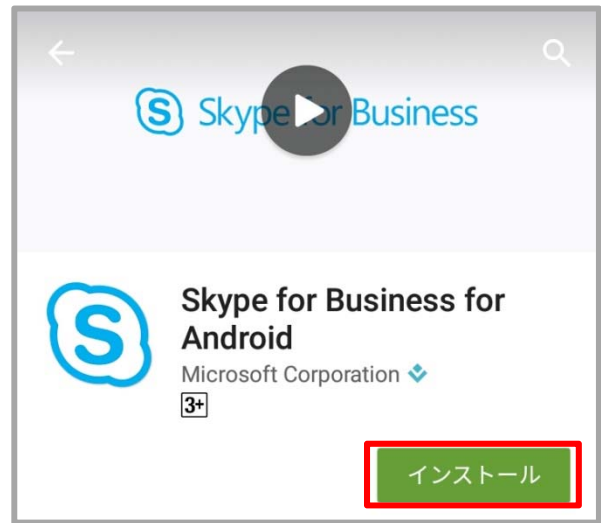 Skype for Business
Skype for Business for
Android
Microsoft Corporation
3+
インストール